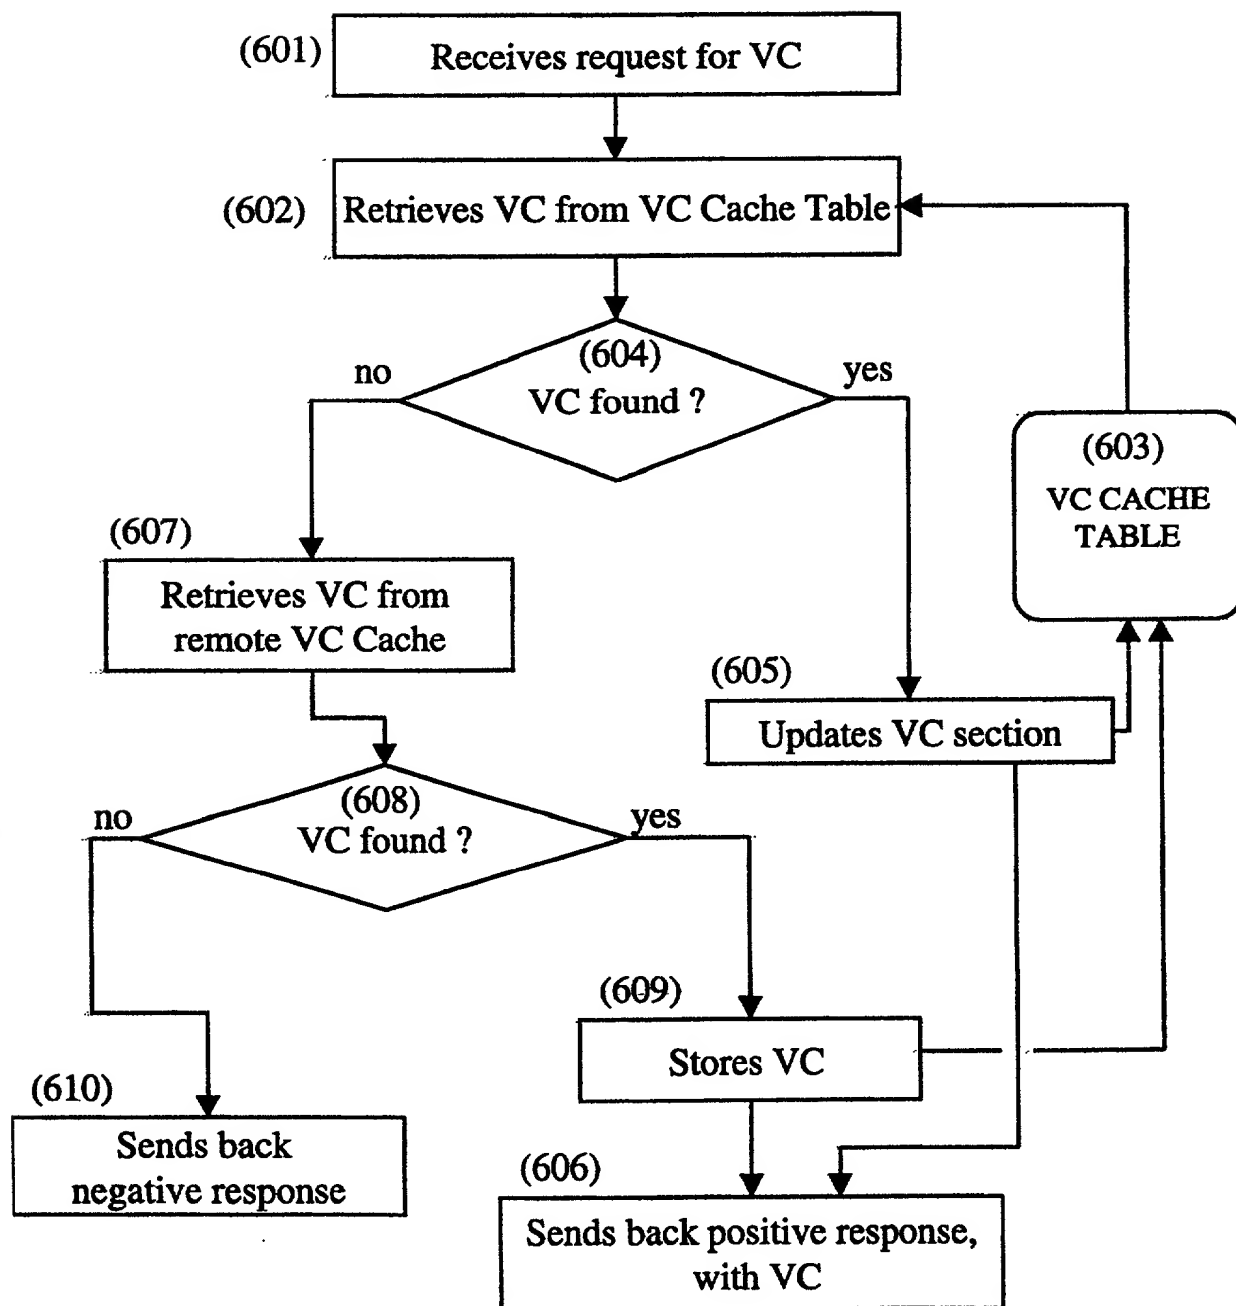 (601)
Receives request for VC
(602)
Retrieves VC from VC Cache Table
(604)
no
yes
VC found ?
(603)
VC CACHE
TABLE
(607)
Retrieves VC from
remote VC Cache
(605)
Updates VC section
(608)
no
yes
VC found ?
(609)
Stores VC
(610)
Sends back
negative response
(606)
Sends back positive response,
with VC